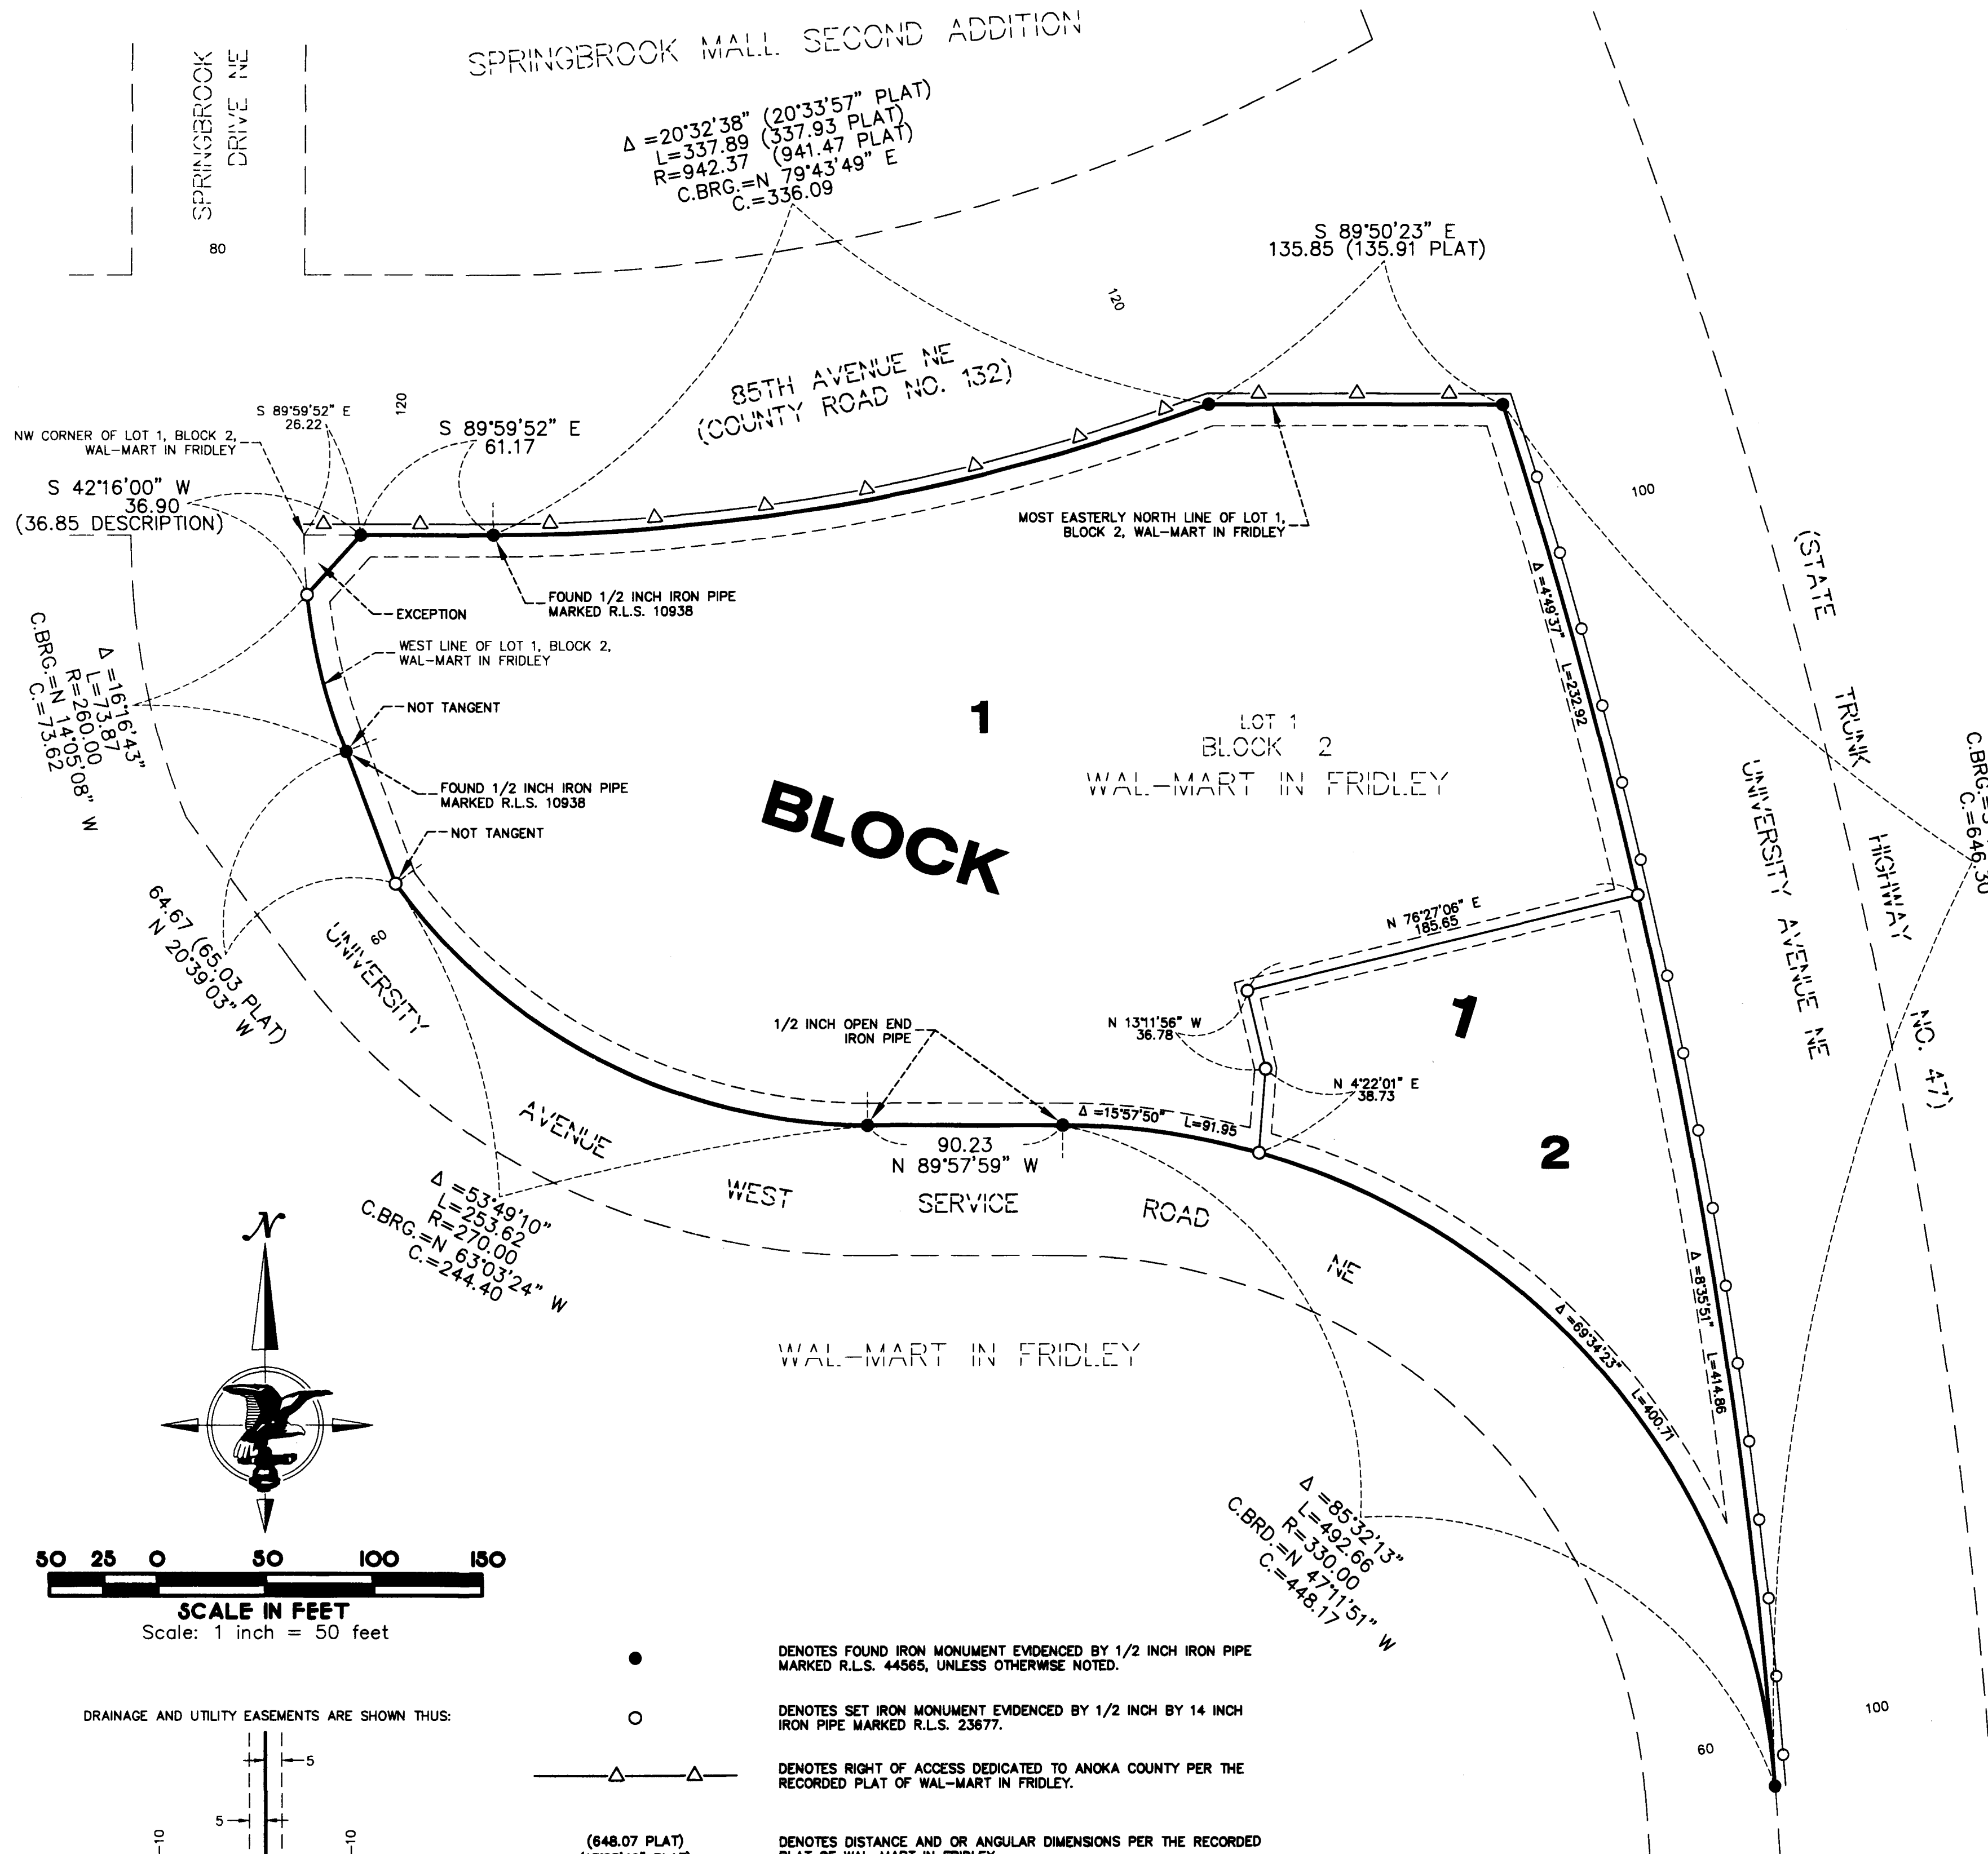 SPRINGBROOK MALL SECOND ADDITION
SPRINGBROOK
DRIVE NE
80
Δ =20°32'38" (20°33'57" PLAT)
L=337.89 (337.93 PLAT)
R=942.37 (941.47 PLAT)
C.BRG.=N 79°43'49" E
C.=336.09
S 89°50'23" E
135.85 (135.91 PLAT)
120
120
85TH AVENUE NE
(COUNTY ROAD NO. 132)
S 89°59'52" E
26.22
S 89°59'52" E
61.17
NW CORNER OF LOT 1, BLOCK 2,
WAL-MART IN FRIDLEY
S 42°16'00" W
36.90
(36.85 DESCRIPTION)
MOST EASTERLY NORTH LINE OF LOT 1,
BLOCK 2, WAL-MART IN FRIDLEY
100
FOUND 1/2 INCH IRON PIPE
MARKED R.L.S. 10938
EXCEPTION
WEST LINE OF LOT 1, BLOCK 2,
WAL-MART IN FRIDLEY
Δ =16°16'43"
L=73.87
R=260.00
C.BRG.=N 14°05'08" W
C.=73.62
NOT TANGENT
FOUND 1/2 INCH IRON PIPE
MARKED R.L.S. 10938
NOT TANGENT
64.67 (65.03 PLAT)
N 20°39'03" W
1
LOT 1
BLOCK 2
WAL-MART IN FRIDLEY
BLOCK
Δ =4°49'37" L=232.92
(STATE TRUNK HIGHWAY NO. 47)
UNIVERSITY AVENUE NE
C.=646.30
N 76°27'06" E
185.65
1
60
UNIVERSITY AVENUE WEST SERVICE ROAD NE
1/2 INCH OPEN END
IRON PIPE
N 13°11'56" W
36.78
N 4°22'01" E
38.73
Δ =15°57'50" L=91.95
90.23
N 89°57'59" W
2
Δ =53°49'10"
L=253.62
R=270.00
C.BRG.=N 63°03'24" W
C.=244.40
Δ =8°35'51" L=414.86
Δ =69°34'23" L=400.71
WAL-MART IN FRIDLEY
Δ =85°32'13"
L=492.66
R=330.00
C.BRD.=N 47°11'51" W
C.=448.17
N
50 25 0 50 100 150
SCALE IN FEET
Scale: 1 inch = 50 feet
DENOTES FOUND IRON MONUMENT EVIDENCED BY 1/2 INCH IRON PIPE
MARKED R.L.S. 44565, UNLESS OTHERWISE NOTED.
DENOTES SET IRON MONUMENT EVIDENCED BY 1/2 INCH BY 14 INCH
IRON PIPE MARKED R.L.S. 23677.
DENOTES RIGHT OF ACCESS DEDICATED TO ANOKA COUNTY PER THE
RECORDED PLAT OF WAL-MART IN FRIDLEY.
(648.07 PLAT)
DENOTES DISTANCE AND OR ANGULAR DIMENSIONS PER THE RECORDED
PLAT OF WAL-MART IN FRIDLEY
DRAINAGE AND UTILITY EASEMENTS ARE SHOWN THUS:
5
5
10
10
100
60